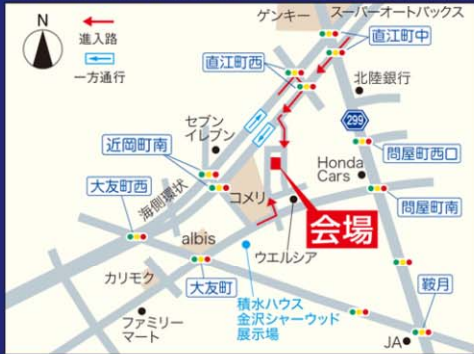 N
進入路
一方通行
ゲンキー
スーパーオートバックス
直江町中
直江町西
北陸銀行
セブン
イレブン
299
近岡町南
問屋町西口
Honda
Cars
大友町西
海側環状
コメリ
問屋町南
会場
albis
ウエルシア
カリモク
大友町
鞍月
積水ハウス
金沢シャーウッド
展示場
ファミリー
マート
JA